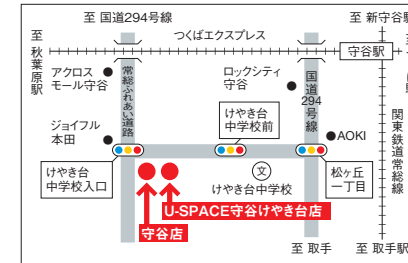 至 国道294号線
至 新守谷駅
つくばエクスプレス
至 秋葉原駅
守谷駅
アクロス
モール守谷
常総ふれあい道路
ロックシティ
守谷
国道294号線
けやき台
中学校前
関東鉄道常総線
ジョイフル
本田
AOKI
けやき台
中学校入口
文
けやき台中学校
松ヶ丘
一丁目
U-SPACE守谷けやき台店
守谷店
至 取手
至 取手駅